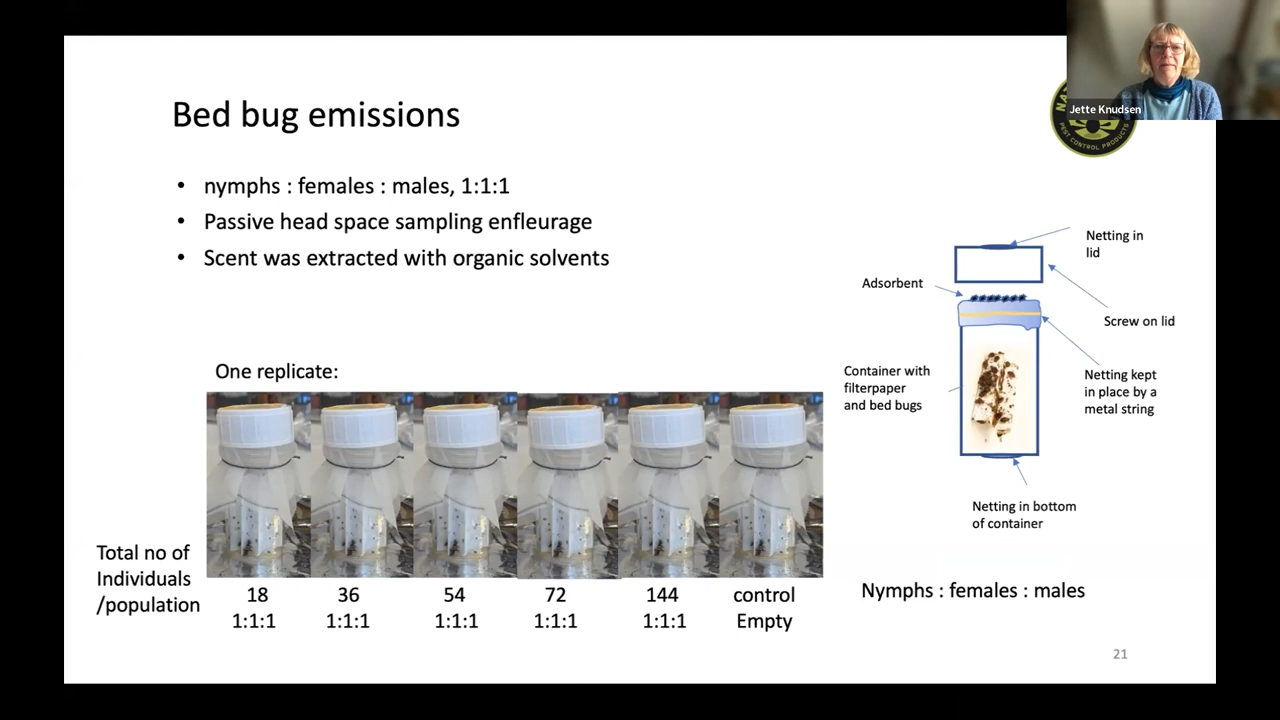 Jette Knudsen
PEST CONTROL PRODUCTS
Bed bug emissions
• nymphs : females : males, 1:1:1
• Passive head space sampling enfleurage
• Scent was extracted with organic solvents
Netting in
lid
Adsorbent
Screw on lid
Container with
filterpaper
and bed bugs
Netting kept
in place by a
metal string
Netting in bottom
of container
One replicate:
Total no of
Individuals
/population
18 36 54 72 144 control
1:1:1 1:1:1 1:1:1 1:1:1 1:1:1 Empty
Nymphs : females : males
21